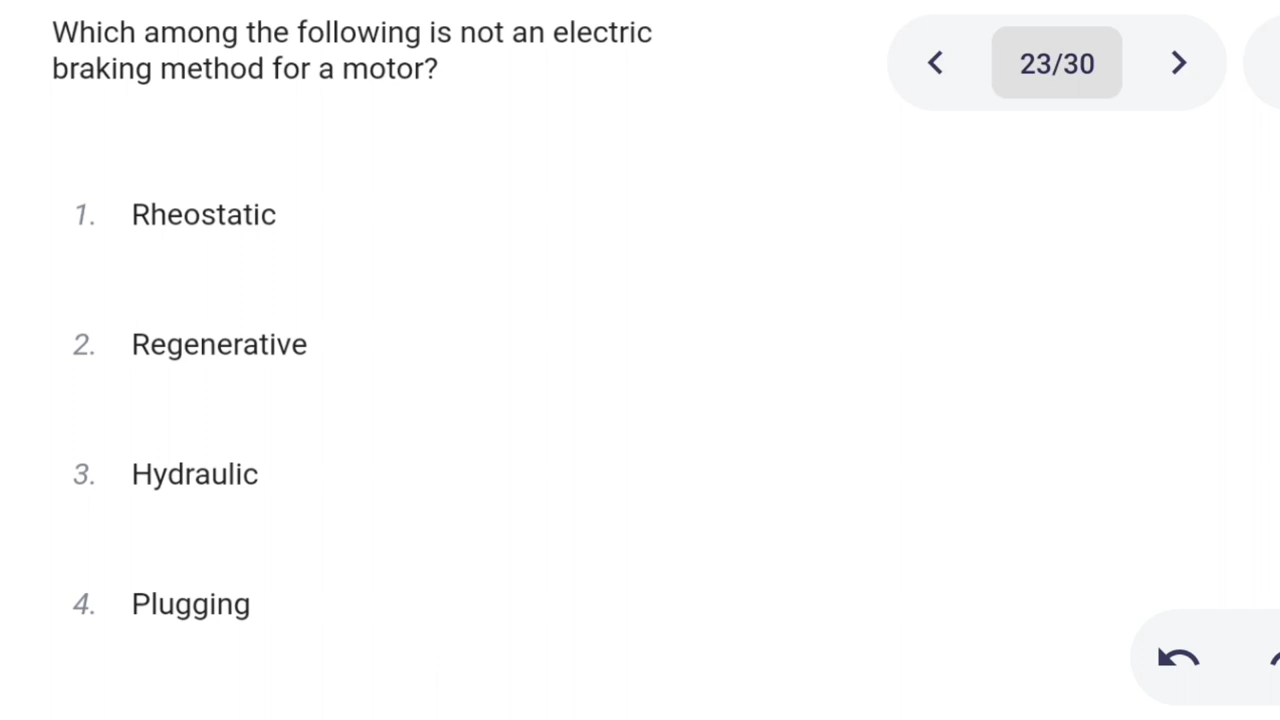 Which among the following is not an electric
braking method for a motor?
23/30
1. Rheostatic
2. Regenerative
3. Hydraulic
4. Plugging